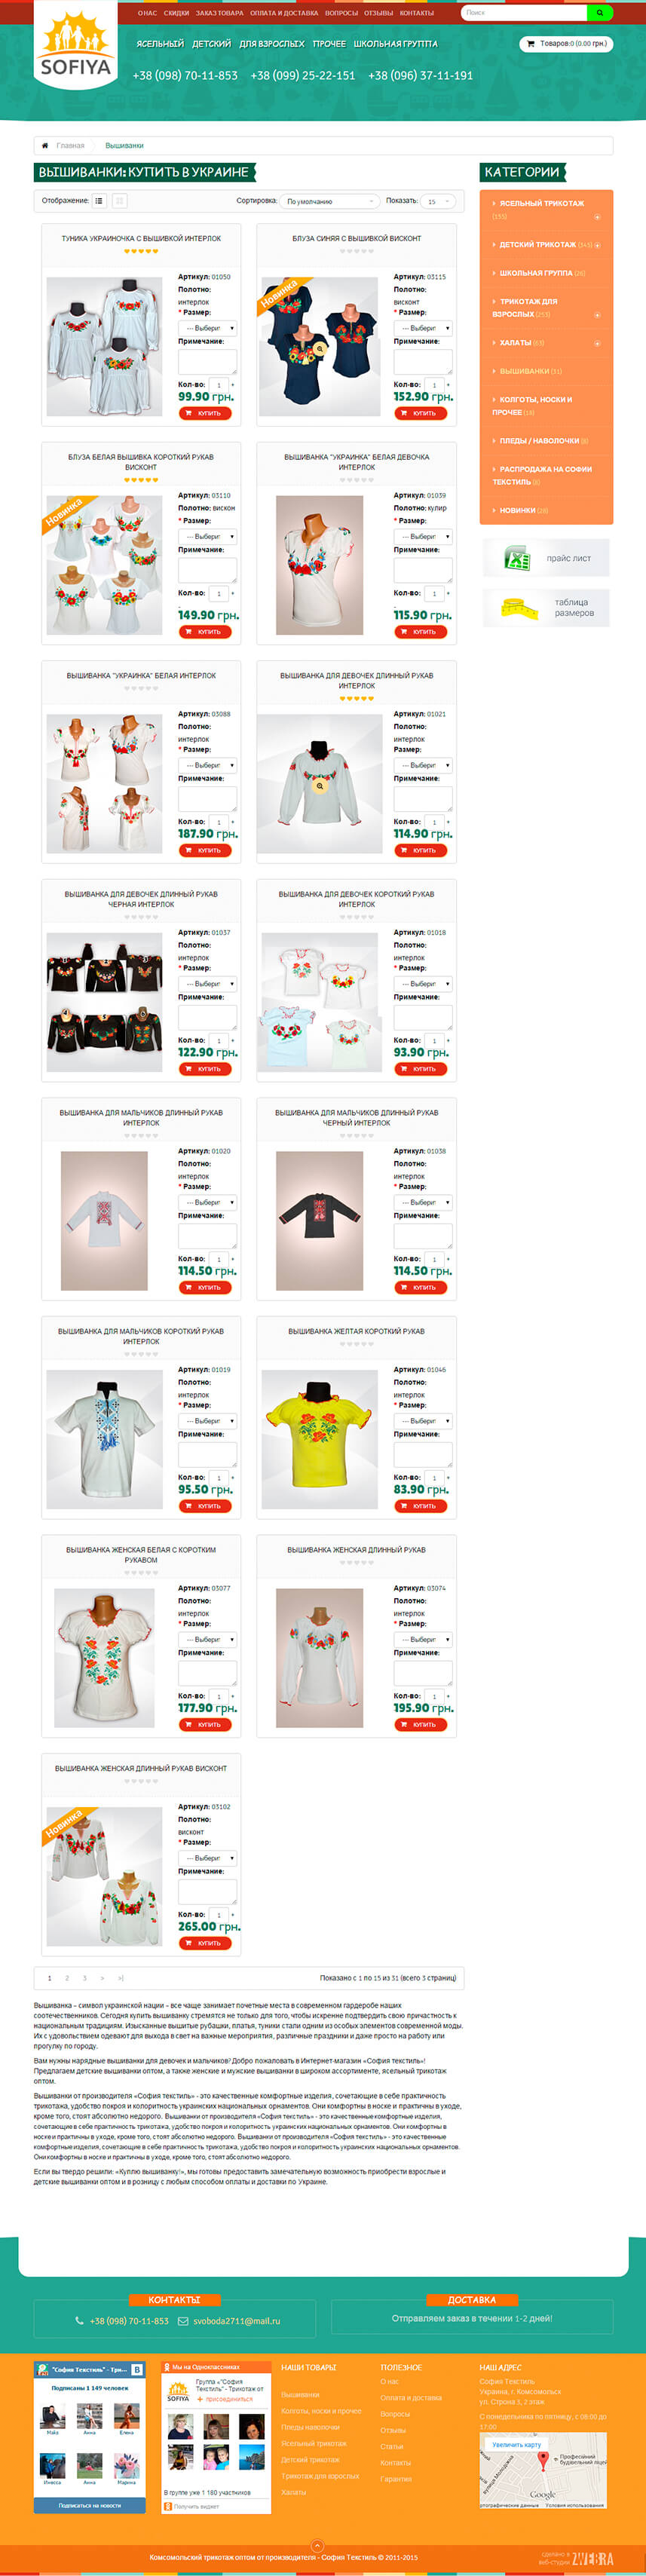 О НАС СКИДКИ ЗАКАЗ ТОВАРА ОПЛАТА И ДОСТАВКА ВОПРОСЫ ОТЗЫВЫ КОНТАКТЫ Поиск
SOFIYA
ЯСЕЛЬНЫЙ ДЕТСКИЙ ДЛЯ ВЗРОСЛЫХ ПРОЧЕЕ ШКОЛЬНАЯ ГРУППА
Товаров:0 (0.00 грн.)
+38 (098) 70-11-853 +38 (099) 25-22-151 +38 (096) 37-11-191
Главная Вышиванки
ВЫШИВАНКИ: КУПИТЬ В УКРАИНЕ
Отображение: Сортировка: По умолчанию Показать: 15
ТУНИКА УКРАИНОЧКА С ВЫШИВКОЙ ИНТЕРЛОК
Артикул: 01050
Полотно:
интерлок
* Размер:
--- Выберит
Примечание:
Кол-во: 1 +
99.90 грн.
КУПИТЬ
БЛУЗА СИНЯЯ С ВЫШИВКОЙ ВИСКОНТ
Новинка
Артикул: 03115
Полотно:
висконт
* Размер:
--- Выберит
Примечание:
Кол-во: 1 +
152.90 грн.
КУПИТЬ
БЛУЗА БЕЛАЯ ВЫШИВКА КОРОТКИЙ РУКАВ
ВИСКОНТ
Новинка
Артикул: 03110
Полотно: вискон
* Размер:
--- Выберит
Примечание:
Кол-во: 1 +
149.90 грн.
КУПИТЬ
ВЫШИВАНКА "УКРАИНКА" БЕЛАЯ ДЕВОЧКА
ИНТЕРЛОК
Артикул: 01039
Полотно: кулир
* Размер:
--- Выберит
Примечание:
Кол-во: 1 +
115.90 грн.
КУПИТЬ
ВЫШИВАНКА "УКРАИНКА" БЕЛАЯ ИНТЕРЛОК
Артикул: 03088
Полотно:
интерлок
* Размер:
--- Выберит
Примечание:
Кол-во: 1 +
187.90 грн.
КУПИТЬ
ВЫШИВАНКА ДЛЯ ДЕВОЧЕК ДЛИННЫЙ РУКАВ
ИНТЕРЛОК
Артикул: 01021
Полотно:
интерлок
Размер:
--- Выберит
Примечание:
Кол-во: 1 +
114.90 грн.
КУПИТЬ
ВЫШИВАНКА ДЛЯ ДЕВОЧЕК ДЛИННЫЙ РУКАВ
ЧЕРНАЯ ИНТЕРЛОК
Артикул: 01037
Полотно:
интерлок
* Размер:
--- Выберит
Примечание:
Кол-во: 1 +
122.90 грн.
КУПИТЬ
ВЫШИВАНКА ДЛЯ ДЕВОЧЕК КОРОТКИЙ РУКАВ
ИНТЕРЛОК
Артикул: 01018
Полотно:
интерлок
* Размер:
--- Выберит
Примечание:
Кол-во: 1 +
93.90 грн.
КУПИТЬ
ВЫШИВАНКА ДЛЯ МАЛЬЧИКОВ ДЛИННЫЙ РУКАВ
ИНТЕРЛОК
Артикул: 01020
Полотно:
интерлок
* Размер:
--- Выберит
Примечание:
Кол-во: 1 +
114.50 грн.
КУПИТЬ
ВЫШИВАНКА ДЛЯ МАЛЬЧИКОВ ДЛИННЫЙ РУКАВ
ЧЕРНЫЙ ИНТЕРЛОК
Артикул: 01038
Полотно:
интерлок
* Размер:
--- Выберит
Примечание:
Кол-во: 1 +
114.50 грн.
КУПИТЬ
ВЫШИВАНКА ДЛЯ МАЛЬЧИКОВ КОРОТКИЙ РУКАВ
ИНТЕРЛОК
Артикул: 01019
Полотно:
интерлок
* Размер:
--- Выберит
Примечание:
Кол-во: 1 +
95.50 грн.
КУПИТЬ
ВЫШИВАНКА ЖЕЛТАЯ КОРОТКИЙ РУКАВ
Артикул: 01046
Полотно:
интерлок
* Размер:
--- Выберит
Примечание:
Кол-во: 1 +
83.90 грн.
КУПИТЬ
ВЫШИВАНКА ЖЕНСКАЯ БЕЛАЯ С КОРОТКИМ
РУКАВОМ
Артикул: 03077
Полотно:
интерлок
* Размер:
--- Выберит
Примечание:
Кол-во: 1 +
177.90 грн.
КУПИТЬ
ВЫШИВАНКА ЖЕНСКАЯ ДЛИННЫЙ РУКАВ
Артикул: 03074
Полотно:
интерлок
* Размер:
--- Выберит
Примечание:
Кол-во: 1 +
195.90 грн.
КУПИТЬ
ВЫШИВАНКА ЖЕНСКАЯ ДЛИННЫЙ РУКАВ ВИСКОНТ
Новинка
Артикул: 03102
Полотно:
висконт
* Размер:
--- Выберит
Примечание:
Кол-во: 1 +
265.00 грн.
КУПИТЬ
1 2 3 > >| Показано с 1 по 15 из 31 (всего 3 страниц)
КАТЕГОРИИ
ЯСЕЛЬНЫЙ ТРИКОТАЖ
ДЕТСКИЙ ТРИКОТАЖ
ШКОЛЬНАЯ ГРУППА
ТРИКОТАЖ ДЛЯ
ВЗРОСЛЫХ
ХАЛАТЫ
ВЫШИВАНКИ (31)
КОЛГОТЫ, НОСКИ И
ПРОЧЕЕ
ПЛЕДЫ / НАВОЛОЧКИ
РАСПРОДАЖА НА СОФИИ
ТЕКСТИЛЬ
НОВИНКИ
прайс лист
таблица
размеров
Вышиванка – символ украинской нации – все чаще занимает почетные места в современном гардеробе наших
соотечественников. Сегодня купить вышиванку стремятся не только для того, чтобы искренне подтвердить свою причастность к
национальным традициям. Изысканные вышитые рубашки, платья, туники стали одним из особых элементов современной моды.
Их с удовольствием одевают для выхода в свет на важные мероприятия, различные праздники и даже просто на работу или
прогулку по городу.
Вам нужны нарядные вышиванки для девочек и мальчиков? Добро пожаловать в Интернет-магазин «София текстиль»!
Предлагаем детские вышиванки оптом, а также женские и мужские вышиванки в широком ассортименте, ясельный трикотаж
оптом.
Вышиванки от производителя «София текстиль» - это качественные комфортные изделия, сочетающие в себе практичность
трикотажа, удобство покроя и колоритность украинских национальных орнаментов. Они комфортны в носке и практичны в уходе,
кроме того, стоят абсолютно недорого. Вышиванки от производителя «София текстиль» - это качественные комфортные изделия,
сочетающие в себе практичность трикотажа, удобство покроя и колоритность украинских национальных орнаментов. Они комфортны в
носке и практичны в уходе, кроме того, стоят абсолютно недорого. Вышиванки от производителя «София текстиль» - это качественные
комфортные изделия, сочетающие в себе практичность трикотажа, удобство покроя и колоритность украинских национальных орнаментов.
Они комфортны в носке и практичны в уходе, кроме того, стоят абсолютно недорого.
Если вы твердо решили: «Куплю вышиванку!», мы готовы предоставить замечательную возможность приобрести взрослые и
детские вышиванки оптом и в розницу с любым способом оплаты и доставки по Украине.
КОНТАКТЫ
+38 (098) 70-11-853 svoboda2711@mail.ru
ДОСТАВКА
Отправляем заказ в течении 1-2 дней!
"София Текстиль" - Три... B
Подписаны 1 149 человек
Maks Анна Елена
Инесса Анна Марина
Подписаться на новости
Мы на Одноклассниках
SOFIYA
Группа «"София
Текстиль" - Трикотаж от
+ присоединиться
В группе уже 1 180 участников
Получить виджет
НАШИ ТОВАРЫ
Вышиванки
Колготы, носки и прочее
Пледы наволочки
Ясельный трикотаж
Детский трикотаж
Трикотаж для взрослых
Халаты
ПОЛЕЗНОЕ
О нас
Оплата и доставка
Вопросы
Отзывы
Статьи
Контакты
Гарантия
НАШ АДРЕС
София Текстиль
Украина, г. Комсомольск
ул. Строна 3, 2 этаж
С понедельника по пятницу, с 09:00 до
17:00
Увеличить карту
Професійний
будівельний ліцей
Google
Условия использования
Комсомольский трикотаж оптом от производителя - София Текстиль © 2011-2015
сделано в
веб-студии ZWEBRA